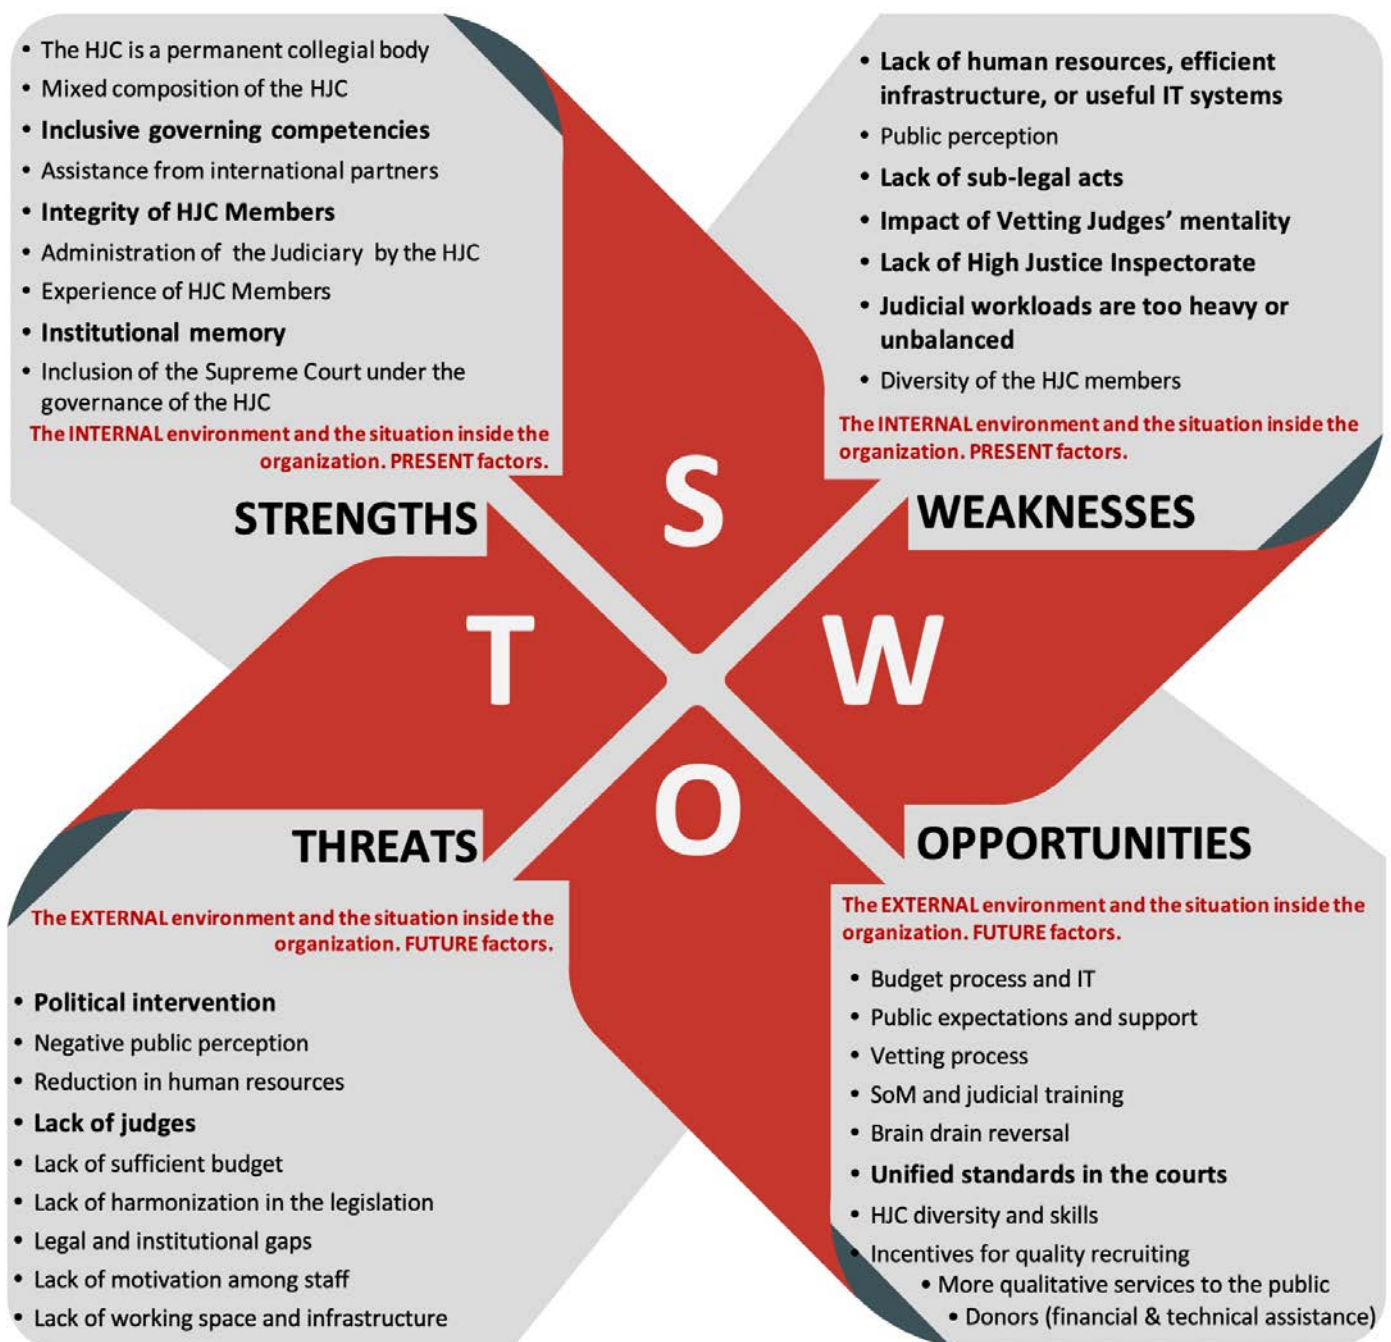 • The HJC is a permanent collegial body
• Mixed composition of the HJC
• Inclusive governing competencies
• Assistance from international partners
• Integrity of HJC Members
• Administration of the Judiciary by the HJC
• Experience of HJC Members
• Institutional memory
• Inclusion of the Supreme Court under the
governance of the HJC
The INTERNAL environment and the situation inside the
organization. PRESENT factors.
STRENGTHS
• Lack of human resources, efficient
infrastructure, or useful IT systems
• Public perception
• Lack of sub-legal acts
• Impact of Vetting Judges’ mentality
• Lack of High Justice Inspectorate
• Judicial workloads are too heavy or
unbalanced
• Diversity of the HJC members
The INTERNAL environment and the situation inside the
organization. PRESENT factors.
WEAKNESSES
S
T
W
O
THREATS
The EXTERNAL environment and the situation inside the
organization. FUTURE factors.
• Political intervention
• Negative public perception
• Reduction in human resources
• Lack of judges
• Lack of sufficient budget
• Lack of harmonization in the legislation
• Legal and institutional gaps
• Lack of motivation among staff
• Lack of working space and infrastructure
OPPORTUNITIES
The EXTERNAL environment and the situation inside the
organization. FUTURE factors.
• Budget process and IT
• Public expectations and support
• Vetting process
• SoM and judicial training
• Brain drain reversal
• Unified standards in the courts
• HJC diversity and skills
• Incentives for quality recruiting
• More qualitative services to the public
• Donors (financial & technical assistance)